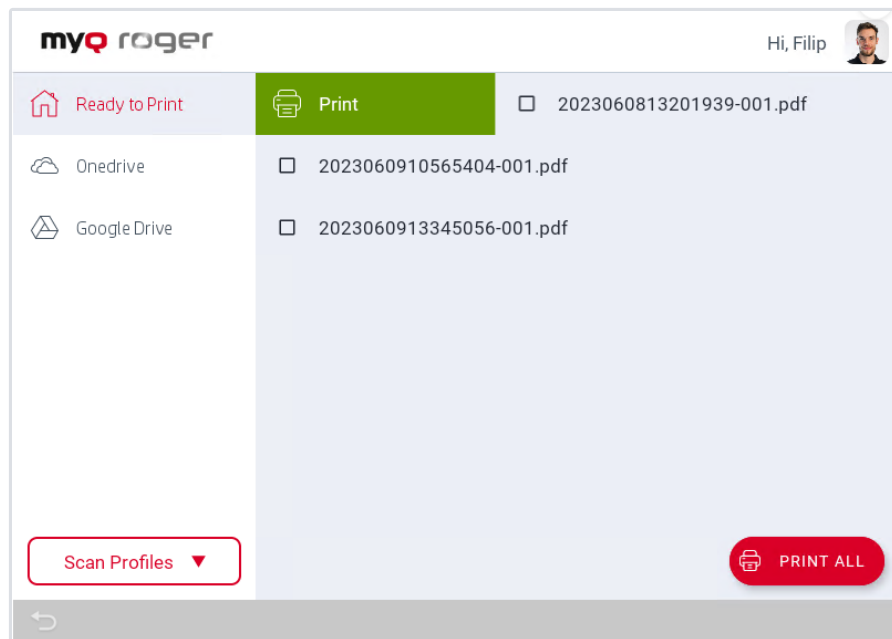 myQ roger
Hi, Filip
Ready to Print
Print
2023060813201939-001.pdf
Onedrive
2023060910565404-001.pdf
Google Drive
2023060913345056-001.pdf
Scan Profiles
PRINT ALL